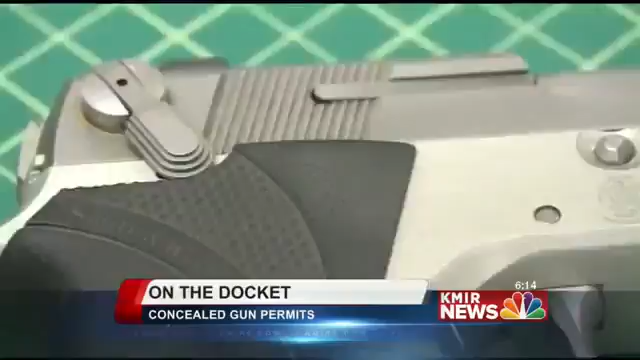 ON THE DOCKET
CONCEALED GUN PERMITS
6:14
KMIR
NEWS